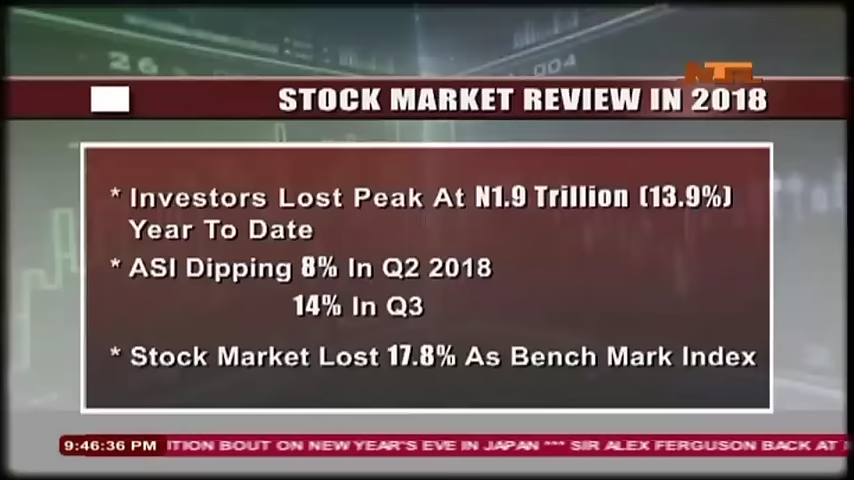 NTA
STOCK MARKET REVIEW IN 2018
* Investors Lost Peak At N1.9 Trillion (13.9%)
Year To Date
* ASI Dipping 8% In Q2 2018
14% In Q3
* Stock Market Lost 17.8% As Bench Mark Index
9:46:36 PM ITION BOUT ON NEW YEAR'S EVE IN JAPAN *** SIR ALEX FERGUSON BACK AT